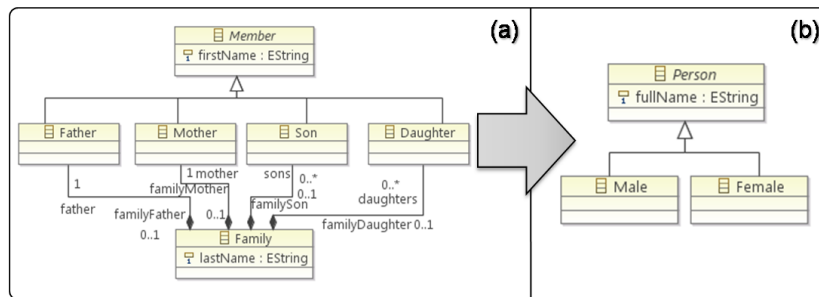 (a)
Member
firstName : EString
Father
Mother
Son
Daughter
1
father
1 mother
familyMother
sons
0..*
0..1
familySon
0..*
daughters
familyFather
0..1
0..1
familyDaughter 0..1
Family
lastName : EString
(b)
Person
fullName : EString
Male
Female